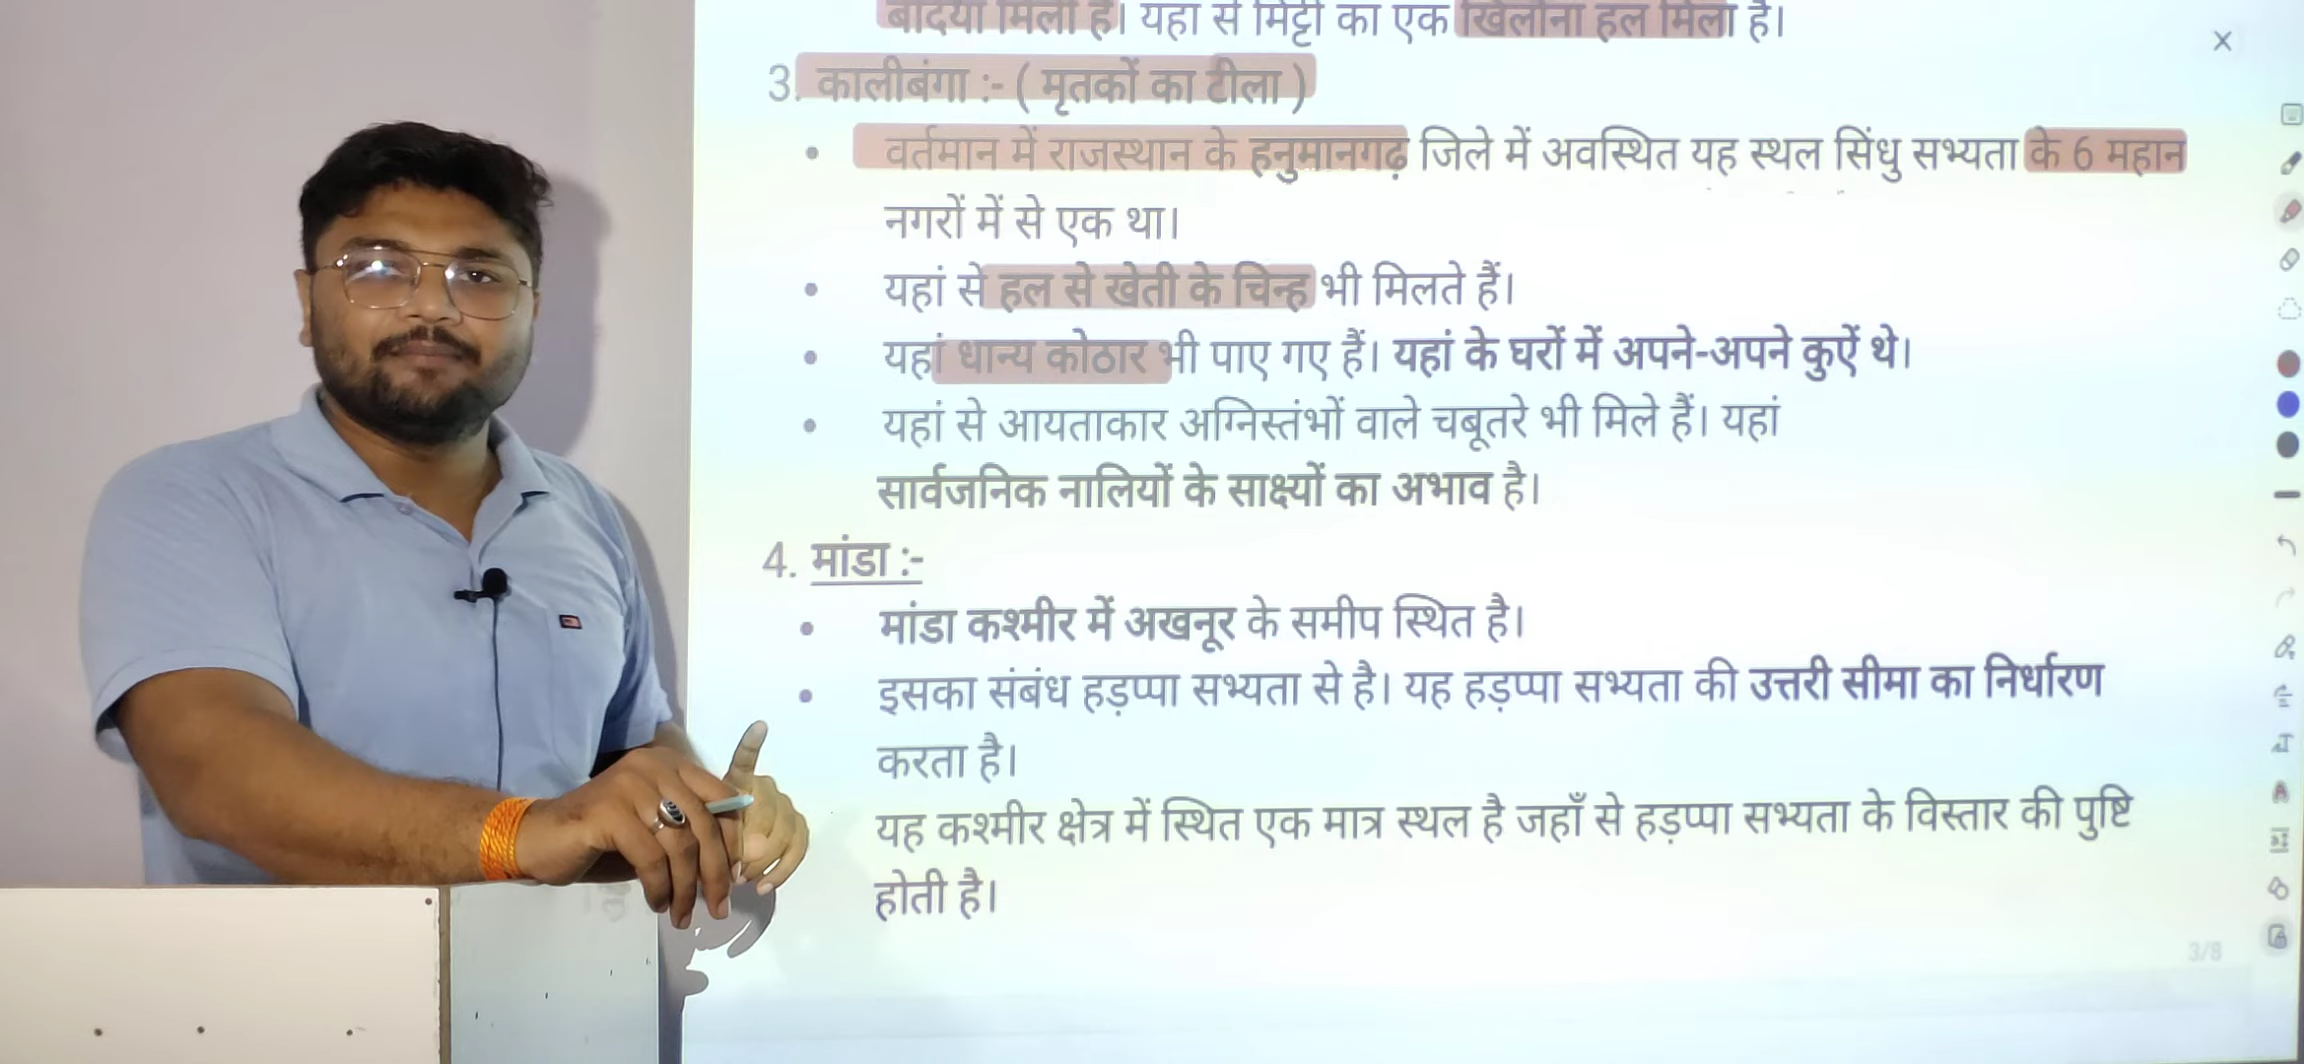 बेदियां मिली हैं। यहां से मिट्टी का एक खिलौना हल मिला है।
3. कालीबंगा :- ( मृतकों का टीला )
• वर्तमान में राजस्थान के हनुमानगढ़ जिले में अवस्थित यह स्थल सिंधु सभ्यता के 6 महान
नगरों में से एक था।
• यहां से हल से खेती के चिन्ह भी मिलते हैं।
• यहां धान्य कोठार भी पाए गए हैं। यहां के घरों में अपने-अपने कुऐं थे।
• यहां से आयताकार अग्निस्तंभों वाले चबूतरे भी मिले हैं। यहां
सार्वजनिक नालियों के साक्ष्यों का अभाव है।
4. मांडा :-
• मांडा कश्मीर में अखनूर के समीप स्थित है।
• इसका संबंध हड़प्पा सभ्यता से है। यह हड़प्पा सभ्यता की उत्तरी सीमा का निर्धारण
करता है।
यह कश्मीर क्षेत्र में स्थित एक मात्र स्थल है जहाँ से हड़प्पा सभ्यता के विस्तार की पुष्टि
होती है।
3/8